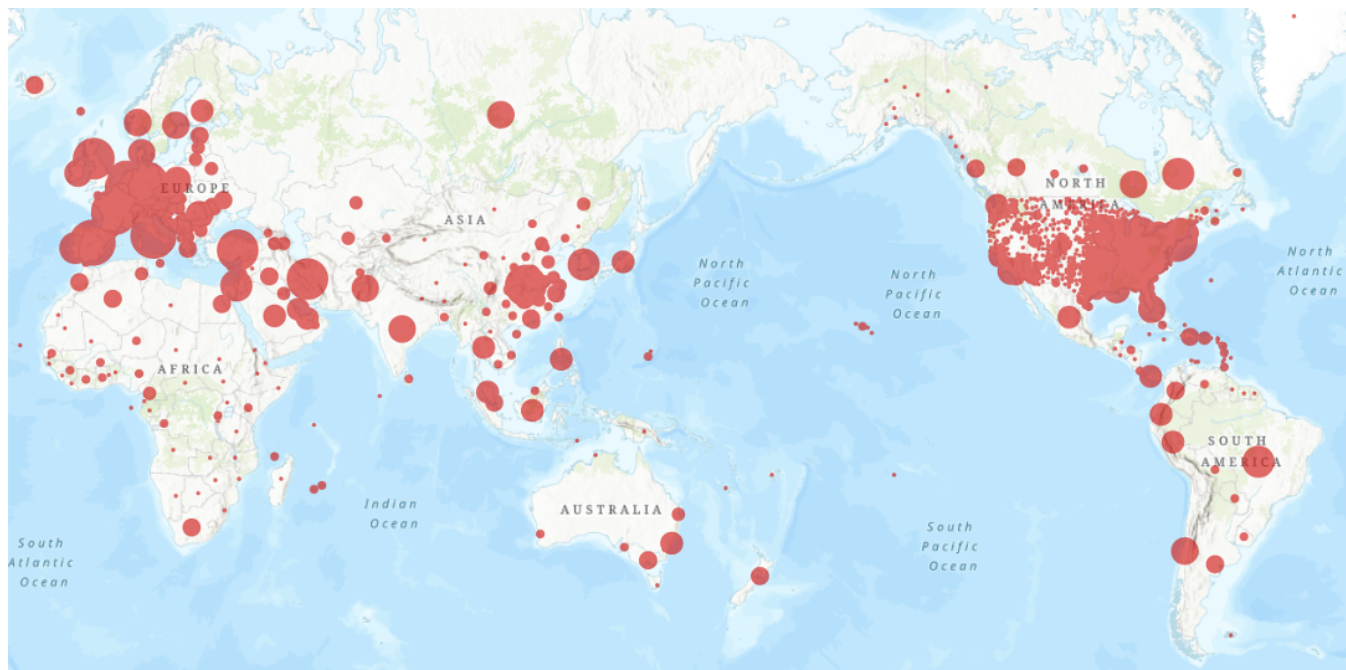 EUROPE
ASIA
NORTH
AMERICA
North
Pacific
Ocean
North
Pacific
Ocean
North
Atlantic
Ocean
AFRICA
SOUTH
AMERICA
Indian
Ocean
AUSTRALIA
South
Atlantic
Ocean
South
Pacific
Ocean